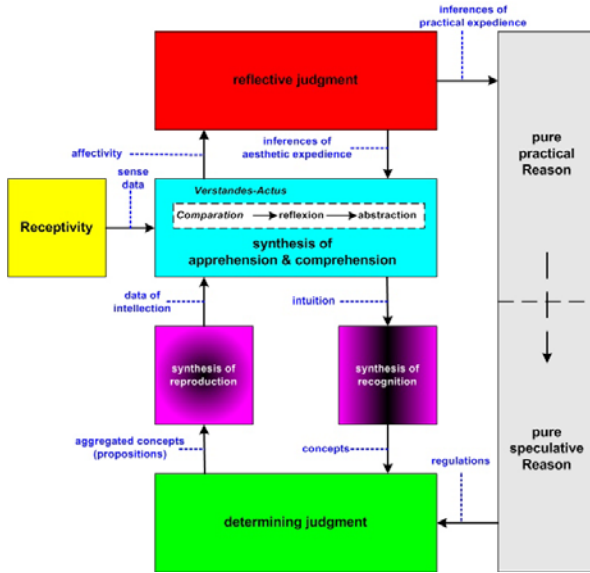 inferences of
practical expedience
reflective judgment
pure
practical
Reason
affectivity
inferences of
aesthetic expedience
sense
data
Verstandes-Actus
Receptivity
Comparation
reflexion
abstraction
synthesis of
apprehension & comprehension
data of
intellection
intuition
synthesis of
reproduction
synthesis of
recognition
pure
speculative
Reason
aggregated concepts
(propositions)
concepts
regulations
determining judgment